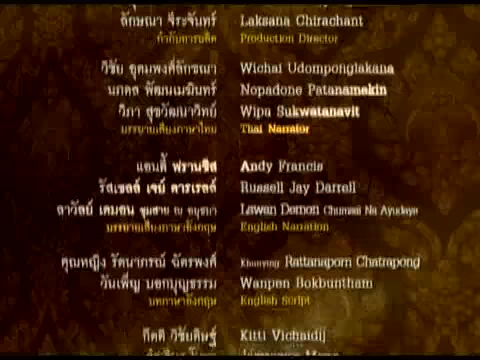 ลักษณา จีระจันทร์ Laksana Chirachant
กำกับการผลิต Production Director
วิชัย อุดมพงศ์ลักขณา Wichai Udomponglakana
นภดล พัฒนเมฆินทร์ Nopadone Patanamekin
วิภา สุขวัฒนาวิทย์ Wipa Sukwatanavit
บรรยายเสียงภาษาไทย Thai Narrator
แอนดี้ ฟรานซิส Andy Francis
รัสเซลล์ เจย์ ดาร์เรลล์ Russell Jay Darrell
ลาวัลย์ เดมอน ชุมสาย ณ อยุธยา Lawan Demon Chumsai Na Ayudaya
บรรยายเสียงภาษาอังกฤษ English Narration
คุณหญิง รัตนาภรณ์ ฉัตรพงศ์ Khunying Rattanaporn Chatrapong
วันเพ็ญ บอกบุญธรรม Wanpen Bokbuntham
บทภาษาอังกฤษ English Script
กิตติ วิชัยดิษฐ์ Kitti Vichaidij